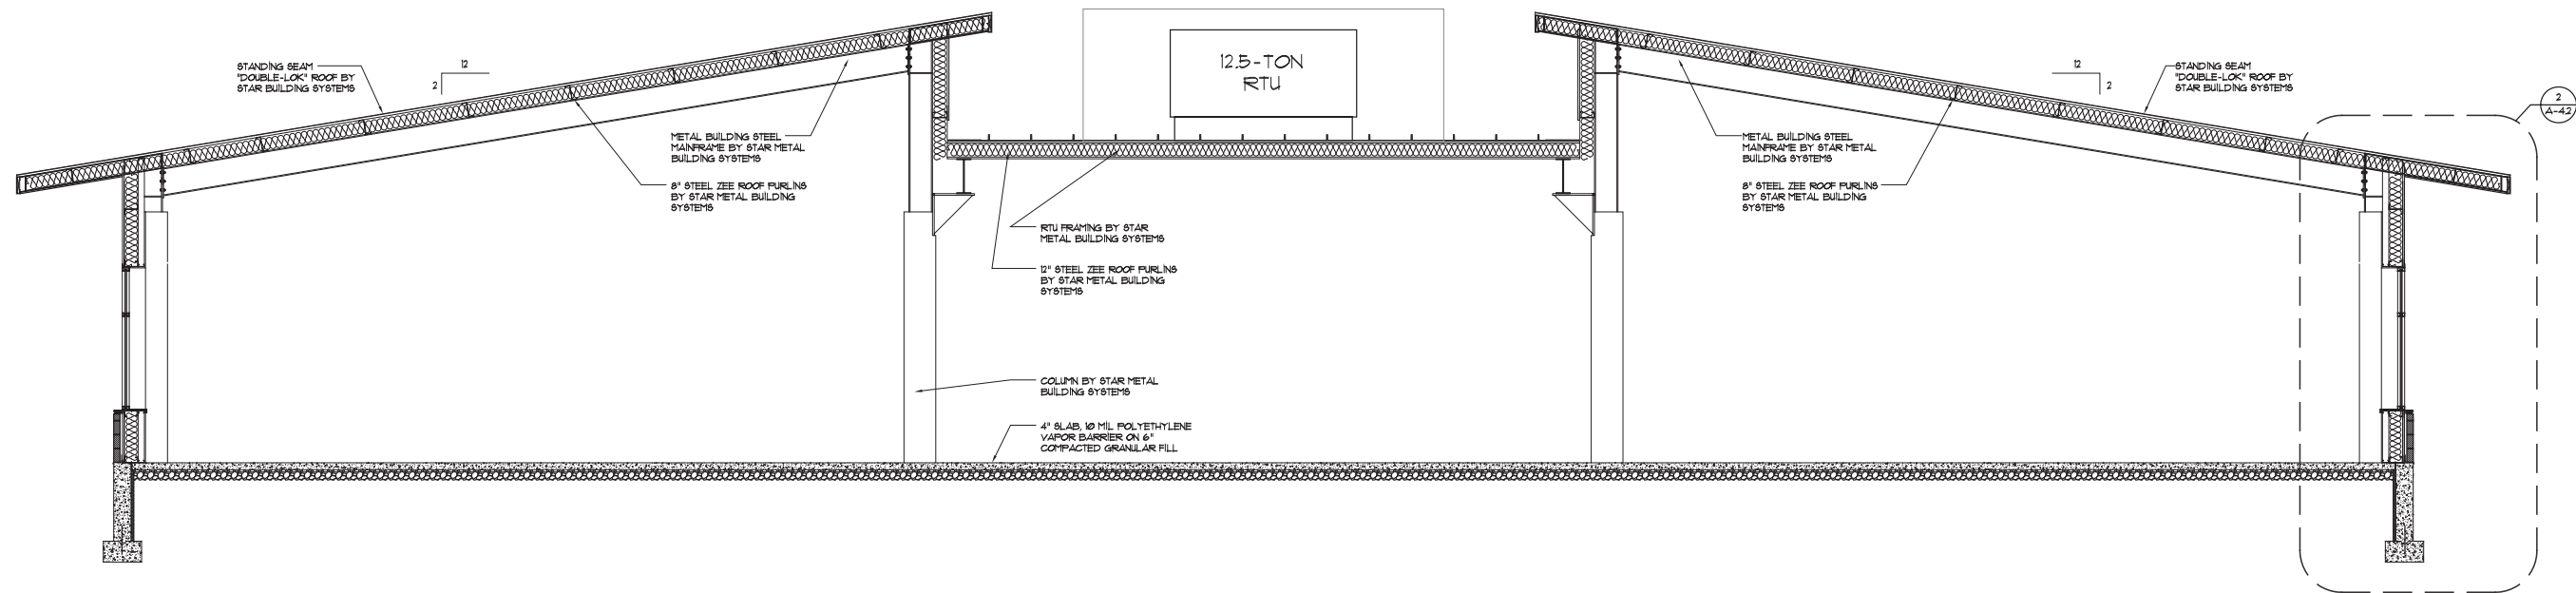 12.5-TON
RTU
STANDING SEAM
"DOUBLE-LOK" ROOF BY
STAR BUILDING SYSTEMS
12
2
METAL BUILDING STEEL
MAINFRAME BY STAR METAL
BUILDING SYSTEMS
8" STEEL ZEE ROOF PURLINS
BY STAR METAL BUILDING
SYSTEMS
RTU FRAMING BY STAR
METAL BUILDING SYSTEMS
12" STEEL ZEE ROOF PURLINS
BY STAR METAL BUILDING
SYSTEMS
COLUMN BY STAR METAL
BUILDING SYSTEMS
4" SLAB, 10 MIL POLYETHYLENE
VAPOR BARRIER ON 6"
COMPACTED GRANULAR FILL
METAL BUILDING STEEL
MAINFRAME BY STAR METAL
BUILDING SYSTEMS
8" STEEL ZEE ROOF PURLINS
BY STAR METAL BUILDING
SYSTEMS
12
2
STANDING SEAM
"DOUBLE-LOK" ROOF BY
STAR BUILDING SYSTEMS
2
A-4.2